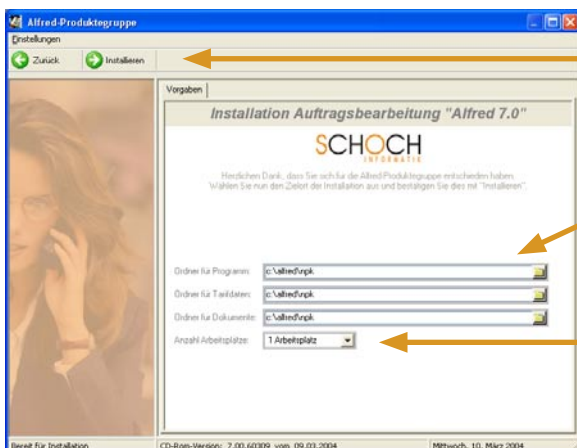 Alfred-Produktegruppe
Einstellungen
Zurück Installieren
Vorgaben
Installation Auftragsbearbeitung "Alfred 7.0"
SCHOCH
INFORMATIK
Herzlichen Dank, dass Sie sich für die Alfred-Produktegruppe entschieden haben.
Wählen Sie nun den Zielort der Installation aus und bestätigen Sie dies mit "Installieren".
Ordner für Programm: c:\alfred\npk
Ordner für Tarifdaten: c:\alfred\npk
Ordner für Dokumente: c:\alfred\npk
Anzahl Arbeitsplätze: 1 Arbeitsplatz
Bereit für Installation CD-Rom-Version: 7.00.60309 vom 09.03.2004 Mittwoch, 10. März 2004